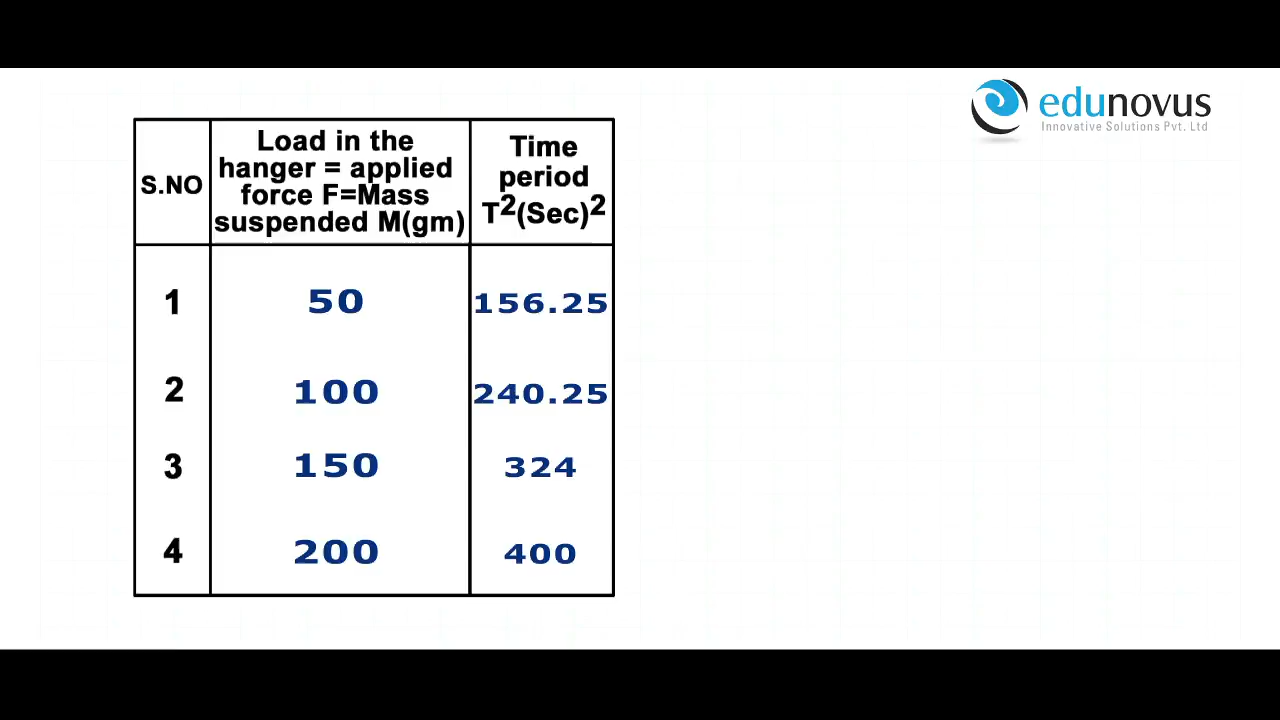 edunovus
Innovative Solutions Pvt. Ltd
S.NO
Load in the
hanger = applied
force F=Mass
suspended M(gm)
Time
period
T²(Sec)²
1 50 156.25
2 100 240.25
3 150 324
4 200 400